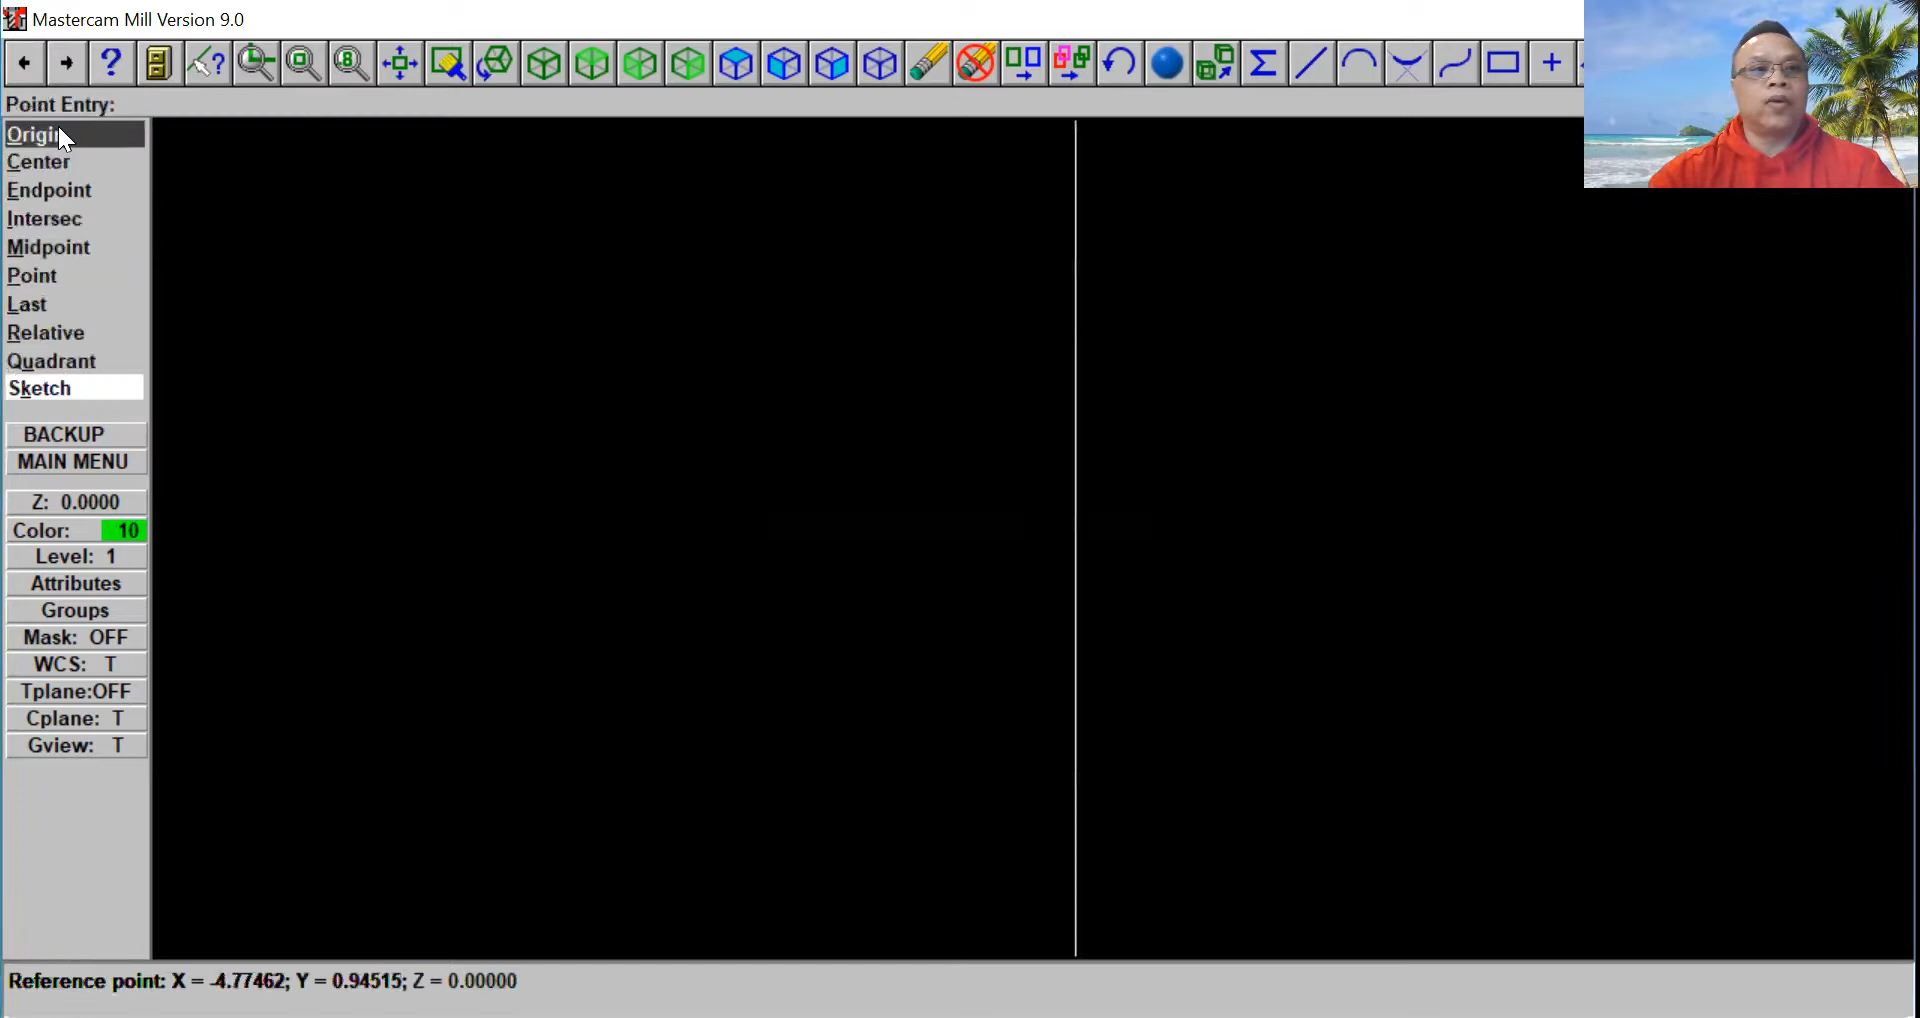 Mastercam Mill Version 9.0
Point Entry:
Origin
Center
Endpoint
Intersec
Midpoint
Point
Last
Relative
Quadrant
Sketch
BACKUP
MAIN MENU
Z: 0.0000
Color: 10
Level: 1
Attributes
Groups
Mask: OFF
WCS: T
Tplane:OFF
Cplane: T
Gview: T
Reference point: X = -4.77462; Y = 0.94515; Z = 0.00000